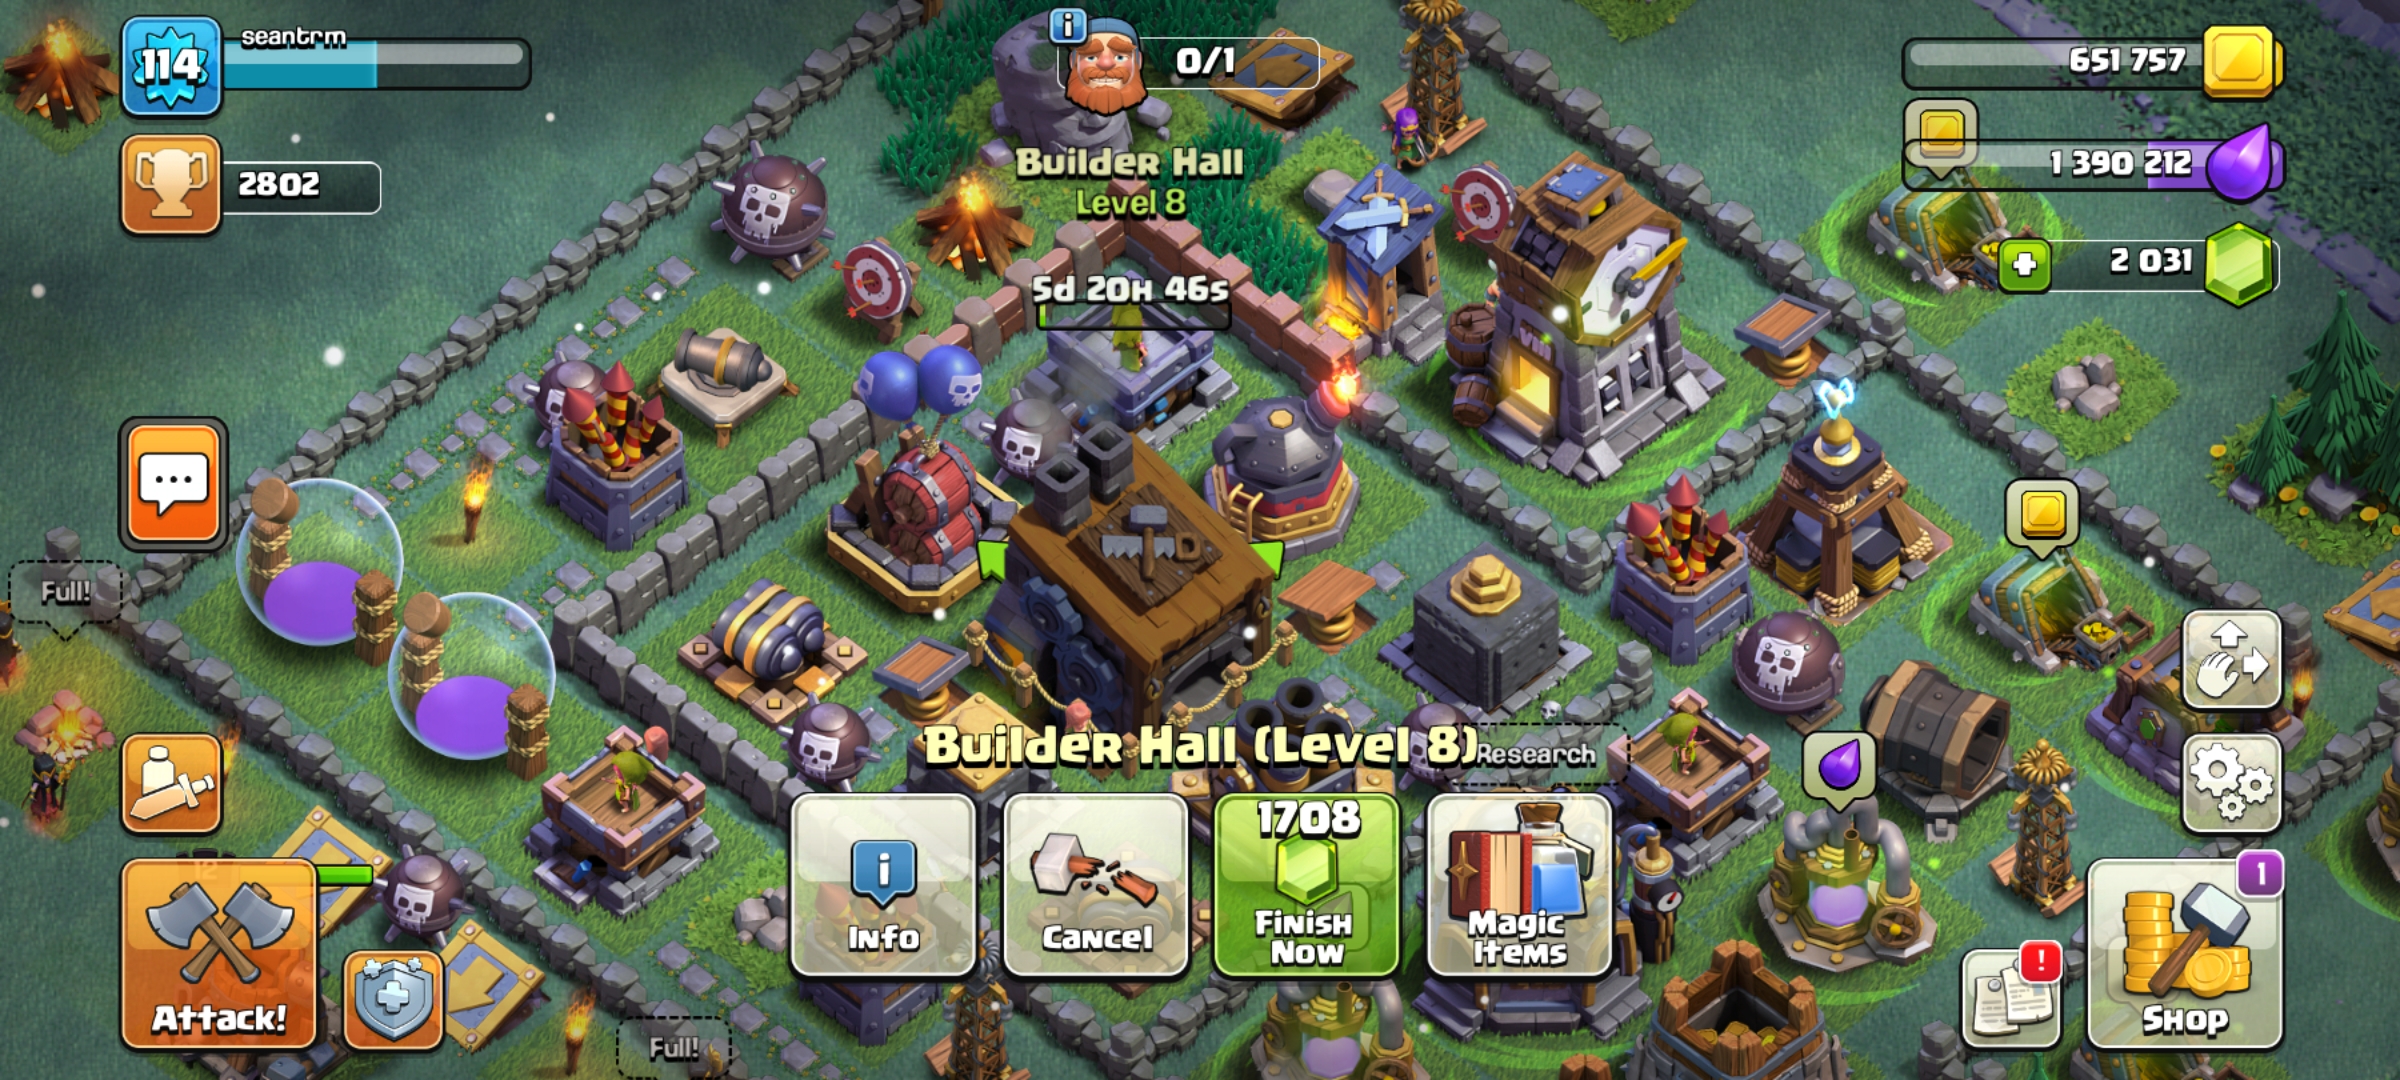 114
seantrm
0/1
651 757
2802
Builder Hall
Level 8
1 390 212
2 031
5d 20H 46s
VIII
Full!
Builder Hall (Level 8)
Research
Info
Cancel
1708
Finish
Now
Magic
Items
Attack!
Full!
1
!
Shop